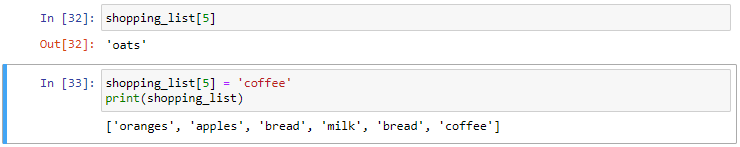 In [32]: shopping_list[5]
Out[32]: 'oats'
In [33]: shopping_list[5] = 'coffee'
print(shopping_list)
['oranges', 'apples', 'bread', 'milk', 'bread', 'coffee']